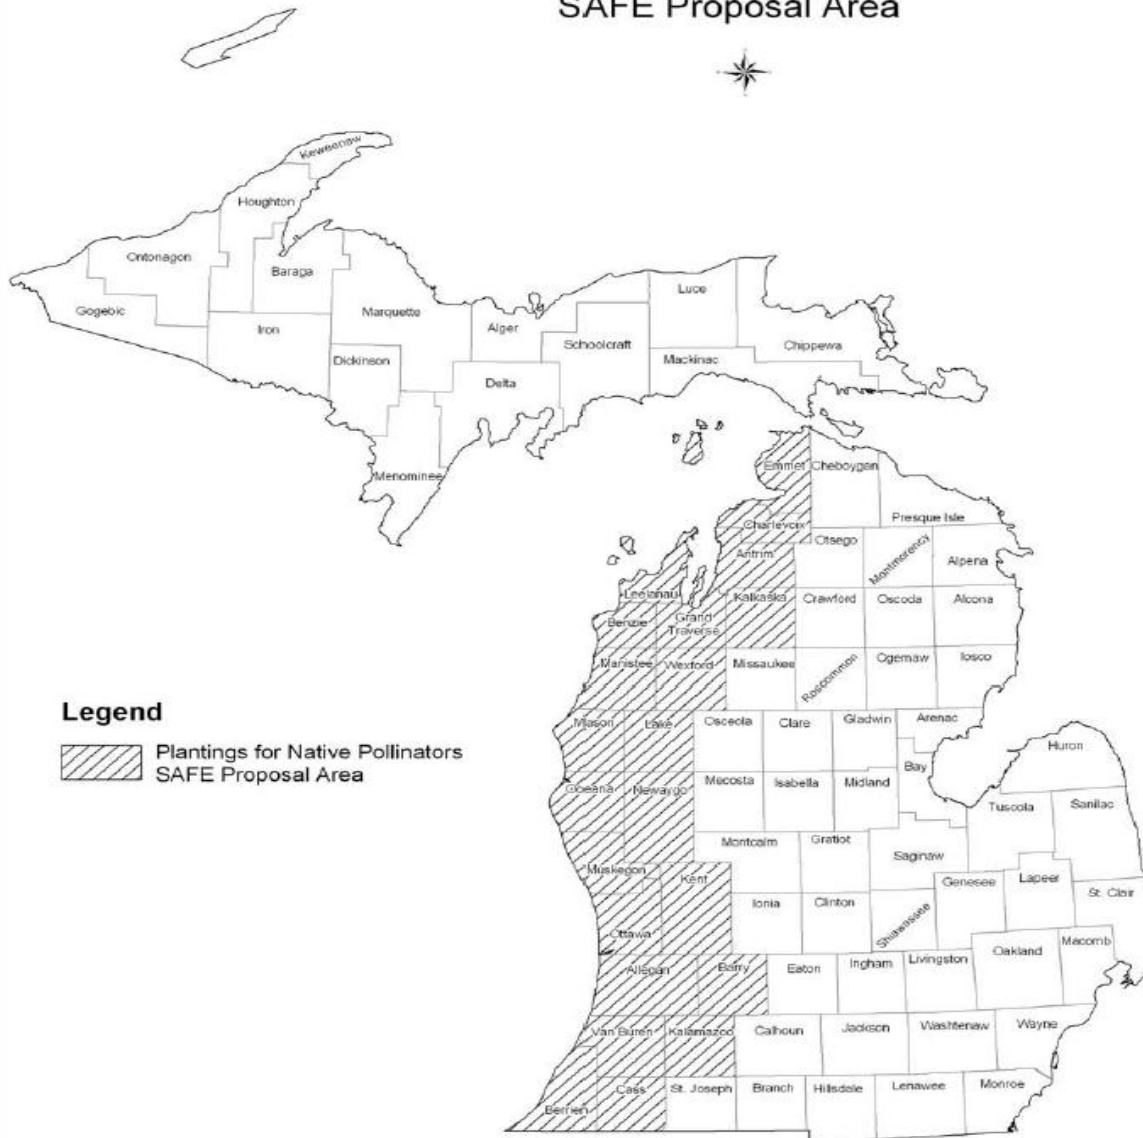 SAFE Proposal Area
Keweenaw
Houghton
Ontonagon
Baraga
Gogebic
Iron
Marquette
Dickinson
Menominee
Alger
Delta
Schoolcraft
Luce
Mackinac
Chippewa
Emmet
Cheboygan
Presque Isle
Charlevoix
Antrim
Otsego
Montmorency
Alpena
Leelanau
Kalkaska
Crawford
Oscoda
Alcona
Benzie
Grand
Traverse
Manistee
Wexford
Missaukee
Roscommon
Ogemaw
Iosco
Legend
Plantings for Native Pollinators
SAFE Proposal Area
Mason
Lake
Osceola
Clare
Gladwin
Arenac
Huron
Bay
Oceana
Newaygo
Mecosta
Isabella
Midland
Tuscola
Sanilac
Montcalm
Gratiot
Saginaw
Muskegon
Kent
Genesee
Lapeer
St. Clair
Ionia
Clinton
Shiawassee
Ottawa
Oakland
Macomb
Allegan
Barry
Eaton
Ingham
Livingston
Van Buren
Kalamazoo
Calhoun
Jackson
Washtenaw
Wayne
Berrien
Cass
St. Joseph
Branch
Hillsdale
Lenawee
Monroe